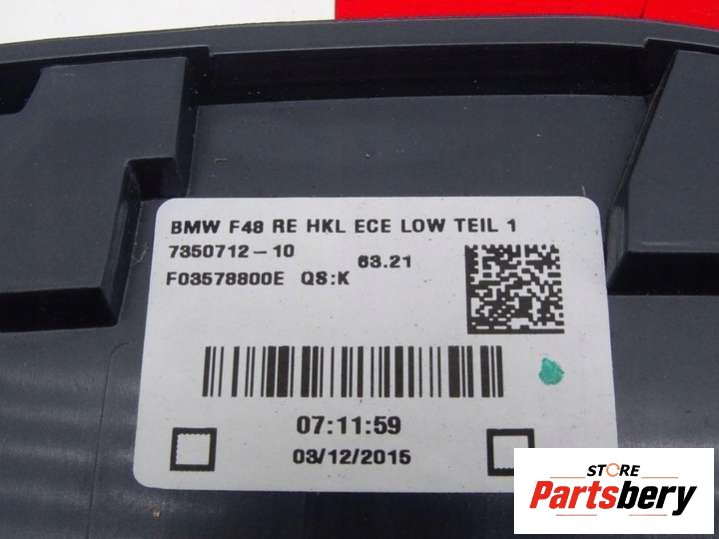 BMW F48 RE HKL ECE LOW TEIL 1
7350712-10
63.21
F03578800E QS:K
07:11:59
03/12/2015
STORE
Partsbery